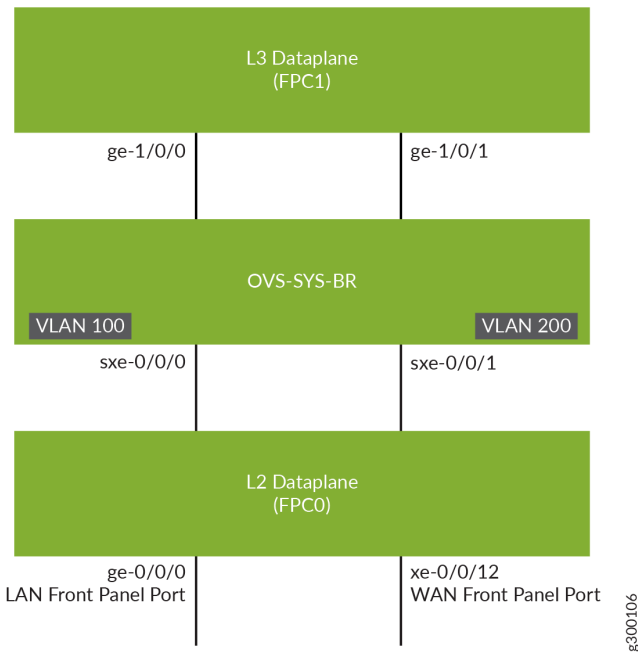 L3 Dataplane
(FPC1)
ge-1/0/0
ge-1/0/1
OVS-SYS-BR
VLAN 100
VLAN 200
sxe-0/0/0
sxe-0/0/1
L2 Dataplane
(FPC0)
ge-0/0/0
LAN Front Panel Port
xe-0/0/12
WAN Front Panel Port
g300106